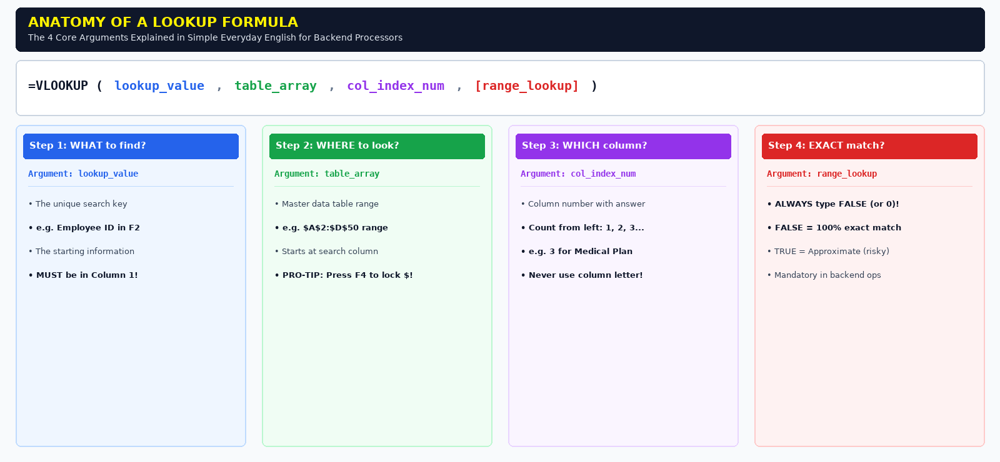 ANATOMY OF A LOOKUP FORMULA
The 4 Core Arguments Explained in Simple Everyday English for Backend Processors
=VLOOKUP ( lookup_value , table_array , col_index_num , [range_lookup] )
Step 1: WHAT to find?
Argument: lookup_value
• The unique search key
• e.g. Employee ID in F2
• The starting information
• MUST be in Column 1!
Step 2: WHERE to look?
Argument: table_array
• Master data table range
• e.g. $A$2:$D$50 range
• Starts at search column
• PRO-TIP: Press F4 to lock $!
Step 3: WHICH column?
Argument: col_index_num
• Column number with answer
• Count from left: 1, 2, 3...
• e.g. 3 for Medical Plan
• Never use column letter!
Step 4: EXACT match?
Argument: range_lookup
• ALWAYS type FALSE (or 0)!
• FALSE = 100% exact match
• TRUE = Approximate (risky)
• Mandatory in backend ops